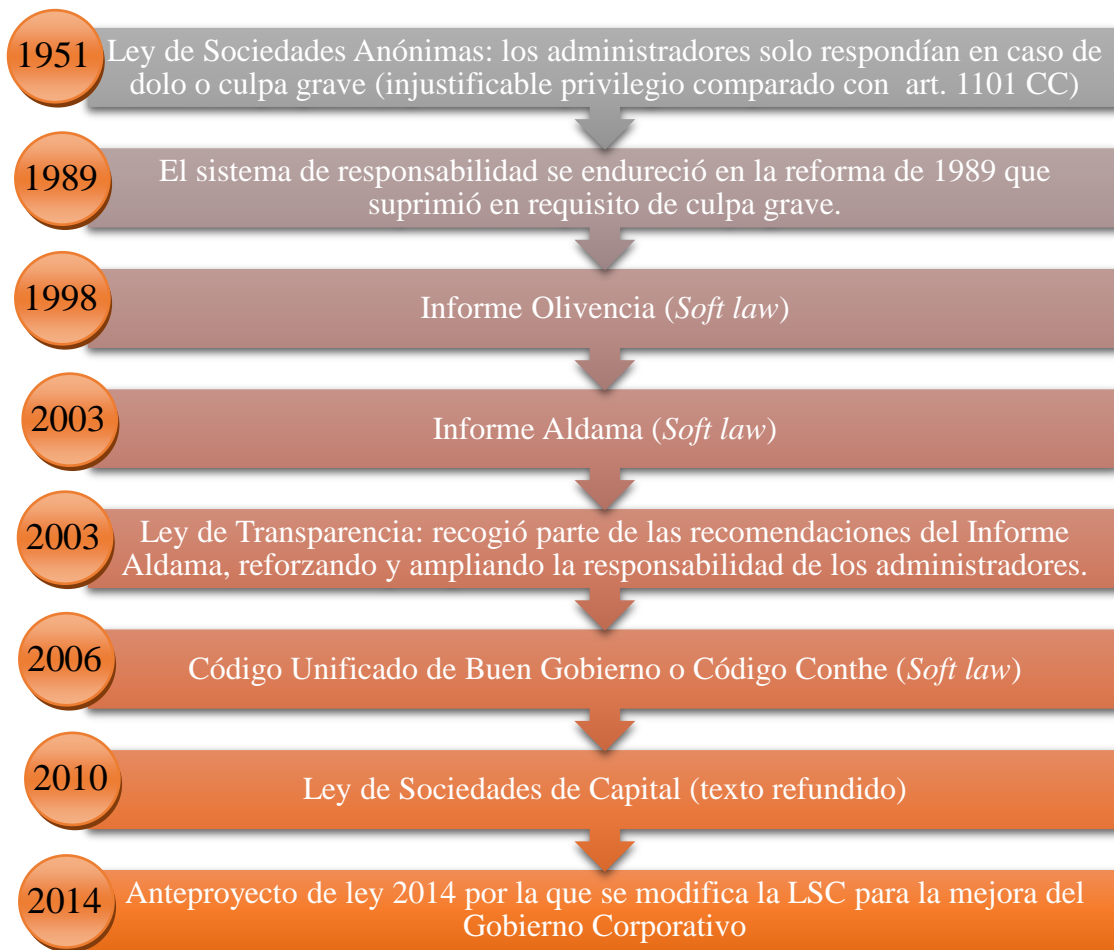 1951
Ley de Sociedades Anónimas: los administradores solo respondían en caso de
dolo o culpa grave (injustificable privilegio comparado con art. 1101 CC)
1989
El sistema de responsabilidad se endureció en la reforma de 1989 que
suprimió en requisito de culpa grave.
1998
Informe Olivencia (Soft law)
2003
Informe Aldama (Soft law)
2003
Ley de Transparencia: recogió parte de las recomendaciones del Informe
Aldama, reforzando y ampliando la responsabilidad de los administradores.
2006
Código Unificado de Buen Gobierno o Código Conthe (Soft law)
2010
Ley de Sociedades de Capital (texto refundido)
2014
Anteproyecto de ley 2014 por la que se modifica la LSC para la mejora del
Gobierno Corporativo